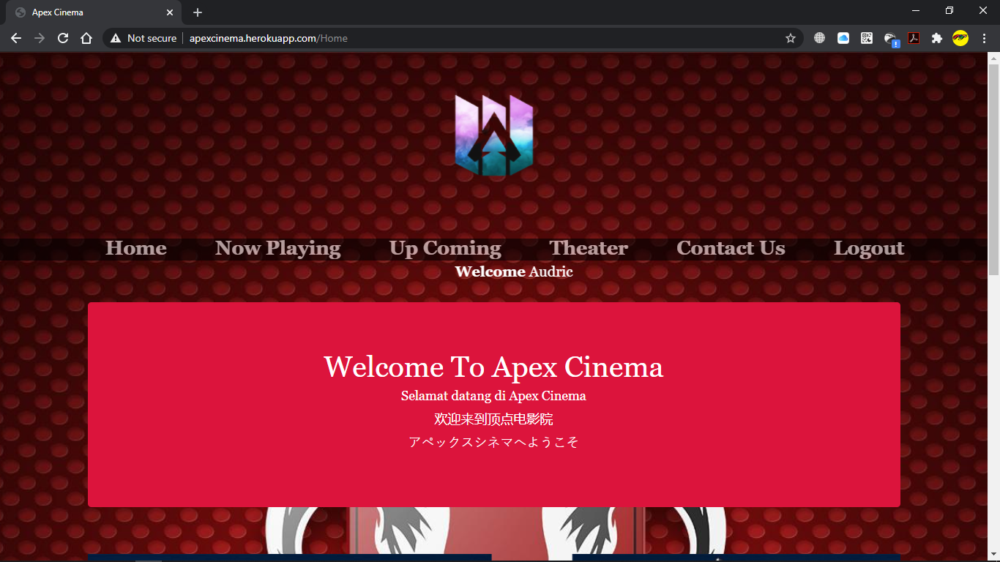 Apex Cinema
Not secure apexcinema.herokuapp.com/Home
Home Now Playing Up Coming Theater Contact Us Logout
Welcome Audric
Welcome To Apex Cinema
Selamat datang di Apex Cinema
欢迎来到顶点电影院
アペックスシネマへようこそ